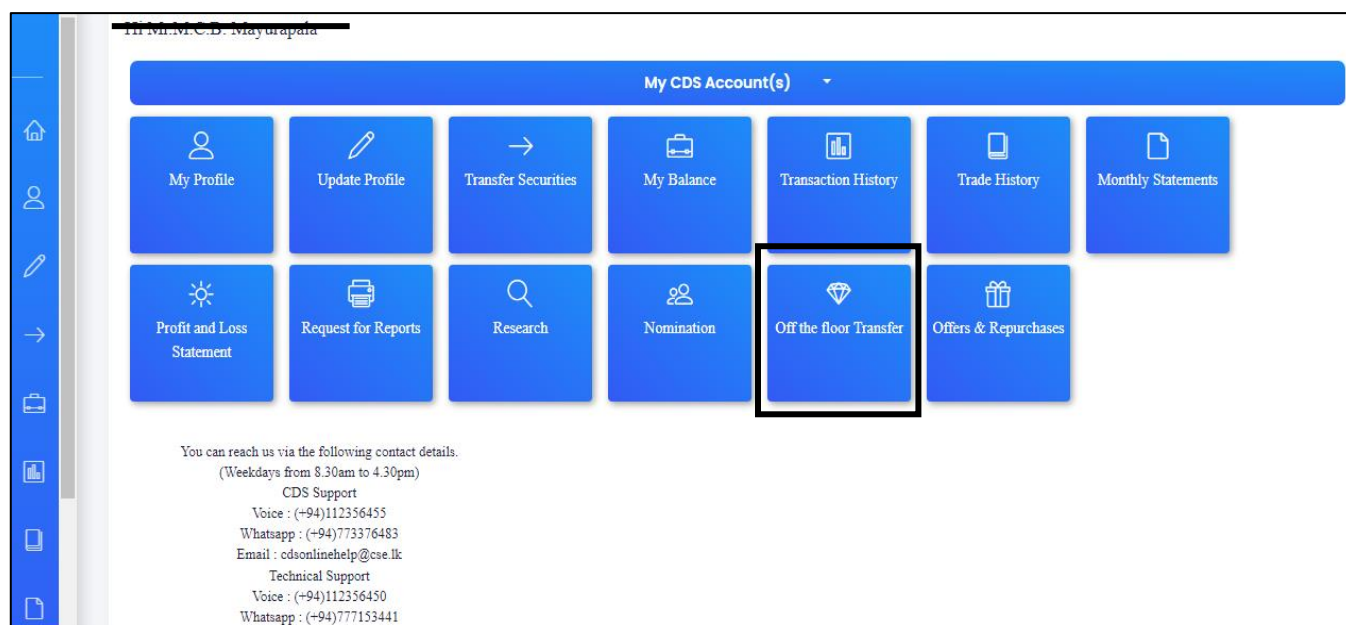 My CDS Account(s)
My Profile
Update Profile
Transfer Securities
My Balance
Transaction History
Trade History
Monthly Statements
Profit and Loss
Statement
Request for Reports
Research
Nomination
Off the floor Transfer
Offers & Repurchases
You can reach us via the following contact details.
(Weekdays from 8.30am to 4.30pm)
CDS Support
Voice : (+94)112356455
Whatsapp : (+94)773376483
Email : cdsonlinehelp@cse.lk
Technical Support
Voice : (+94)112356450
Whatsapp : (+94)777153441